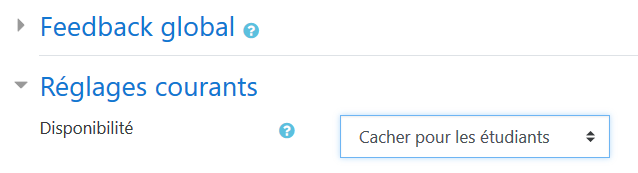 Feedback global
Réglages courants
Disponibilité
Cacher pour les étudiants